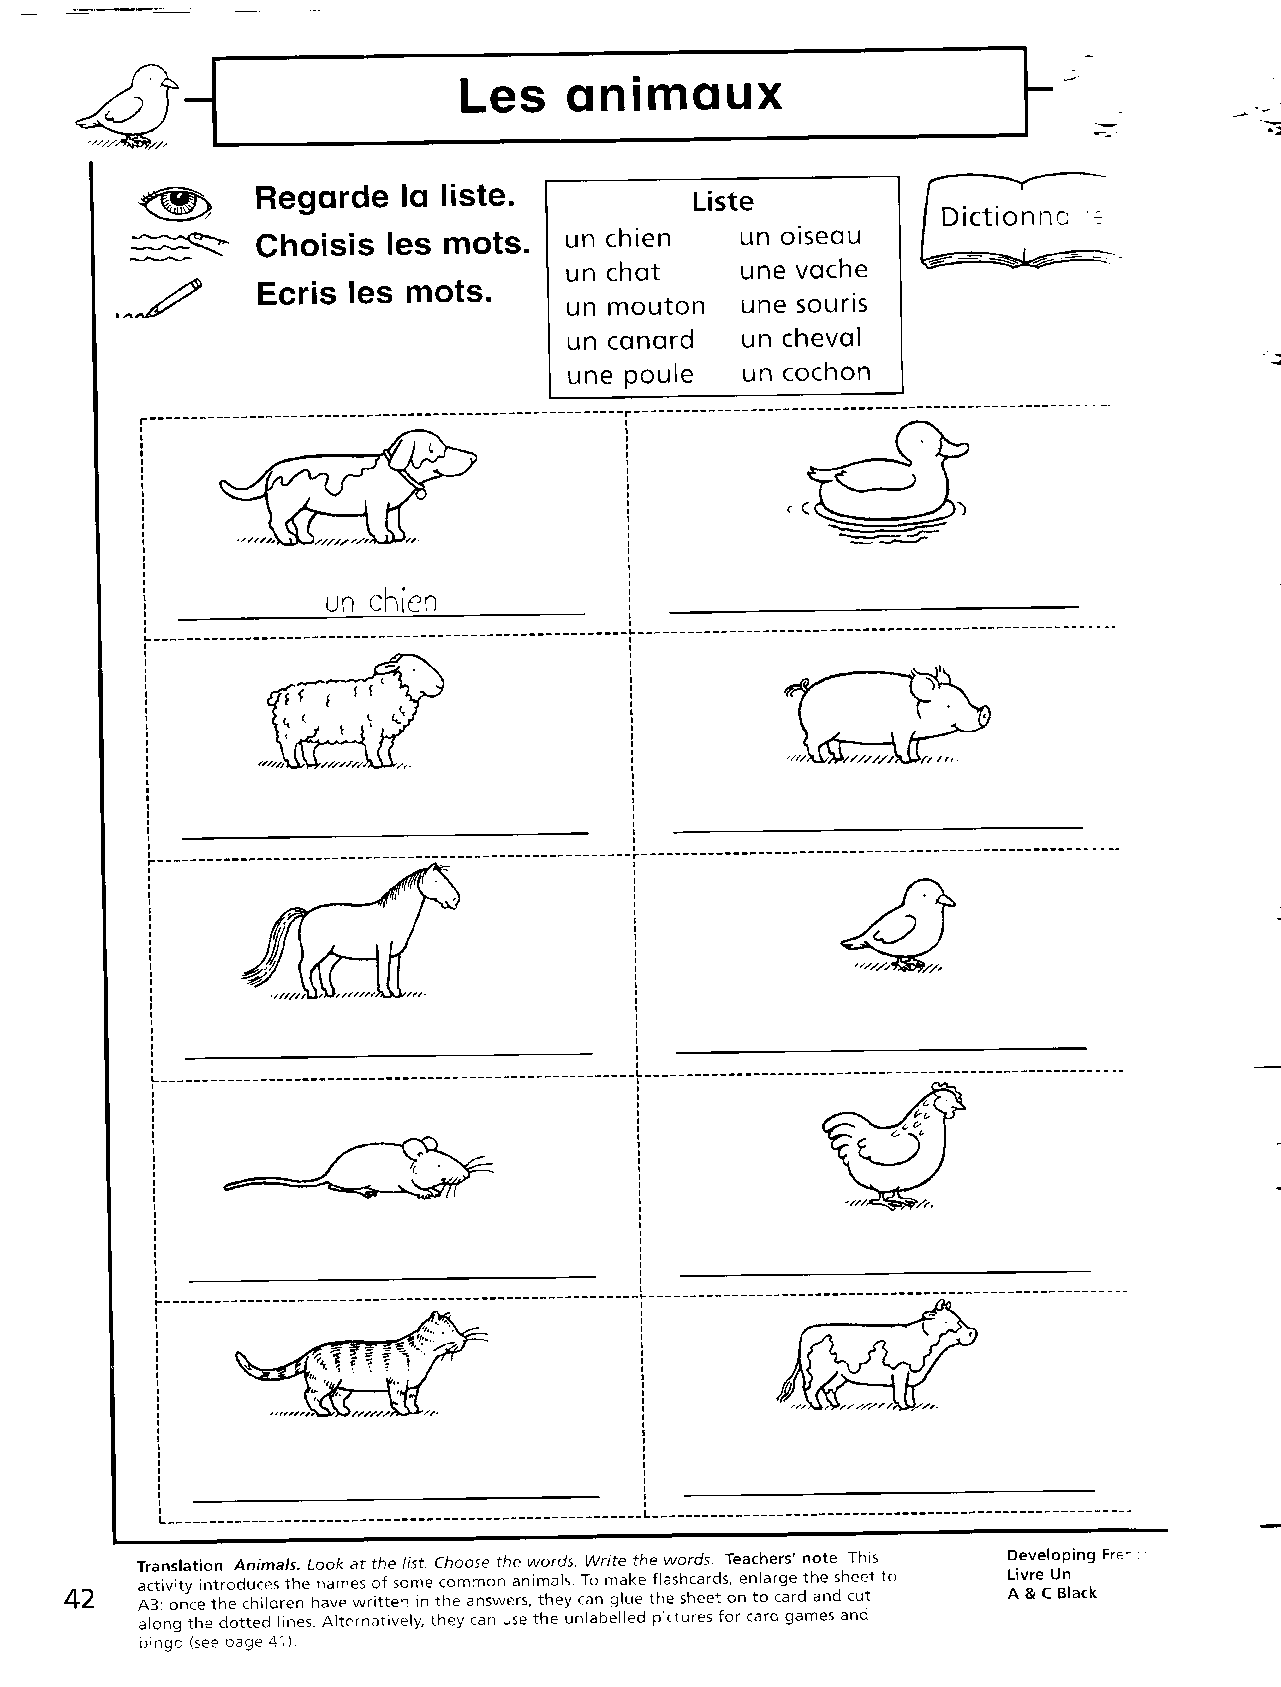 Les animaux
Regarde la liste.
Choisis les mots.
Ecris les mots.
Liste
un chien un oiseau
un chat une vache
un mouton une souris
un canard un cheval
une poule un cochon
un chien
Translation Animals. Look at the list. Choose the words. Write the words. Teachers' note This
activity introduces the names of some common animals. To make flashcards, enlarge the sheet to
A3: once the children have written in the answers, they can glue the sheet on to card and cut
along the dotted lines. Alternatively, they can use the unlabelled pictures for card games and
bingo (see page
42
Developing
Livre Un
A & C Black